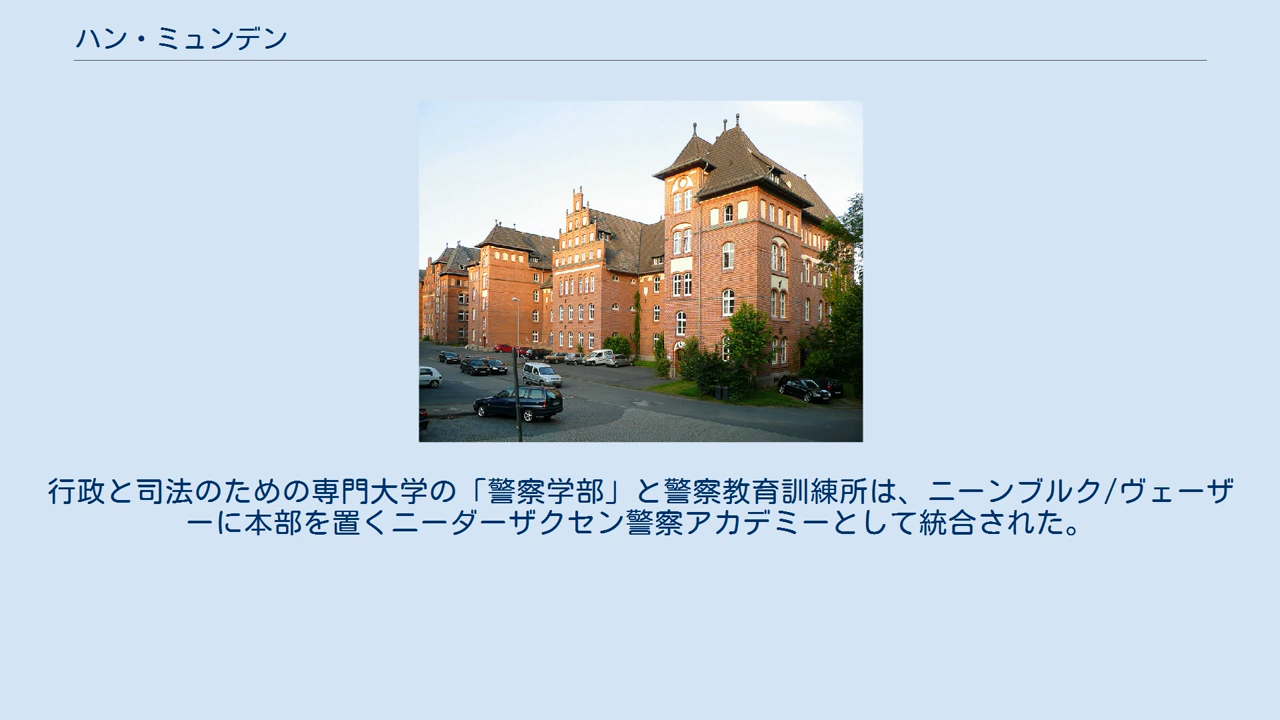 ハン・ミュンデン
行政と司法のための専門大学の「警察学部」と警察教育訓練所は、ニーンブルク/ヴェーザ
ーに本部を置くニーダーザクセン警察アカデミーとして統合された。